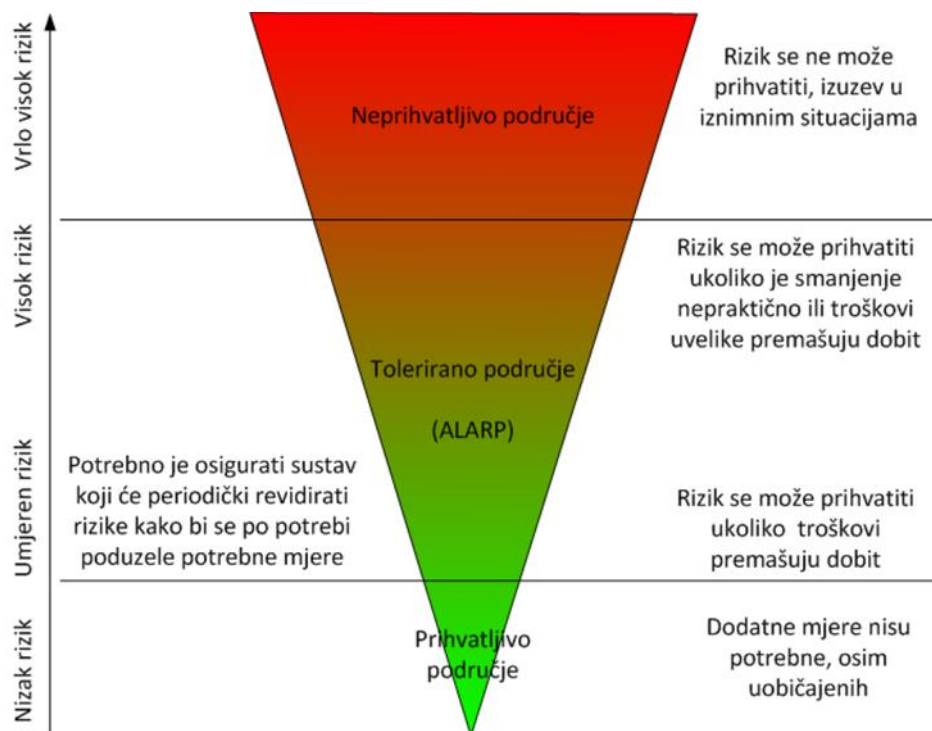 Vrlo visok rizik
Neprihvatljivo područje
Rizik se ne može
prihvatiti, izuzev u
iznimnim situacijama
Visok rizik
Rizik se može prihvatiti
ukoliko je smanjenje
nepraktično ili troškovi
uvelike premašuju dobit
Tolerirano područje
(ALARP)
Umjeren rizik
Potrebno je osigurati sustav
koji će periodički revidirati
rizike kako bi se po potrebi
poduzele potrebne mjere
Rizik se može prihvatiti
ukoliko troškovi
premašuju dobit
Nizak rizik
Prihvatljivo
područje
Dodatne mjere nisu
potrebne, osim
uobičajenih